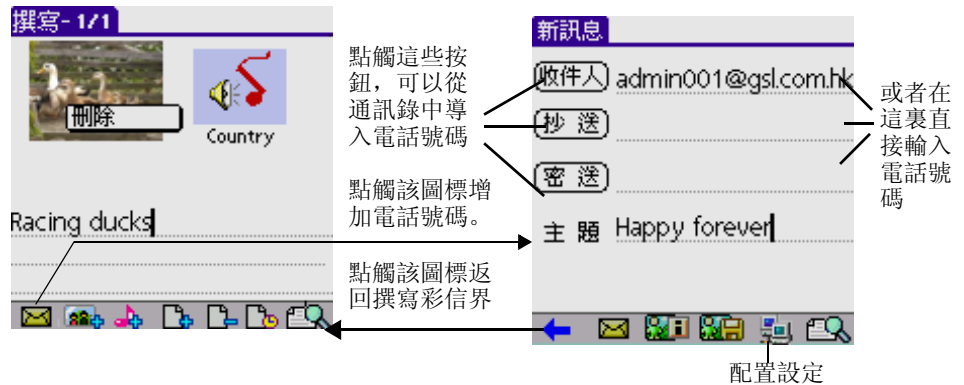 撰寫- 1/1
刪除
Country
Racing ducks
點觸這些按
鈕，可以從
通訊錄中導
入電話號碼
點觸該圖標增
加電話號碼。
點觸該圖標返
回撰寫彩信界
新訊息
收件人 admin001@gsl.com.hk
抄 送
密 送
主 題 Happy forever
或者在
這裏直
接輸入
電話號
碼
配置設定